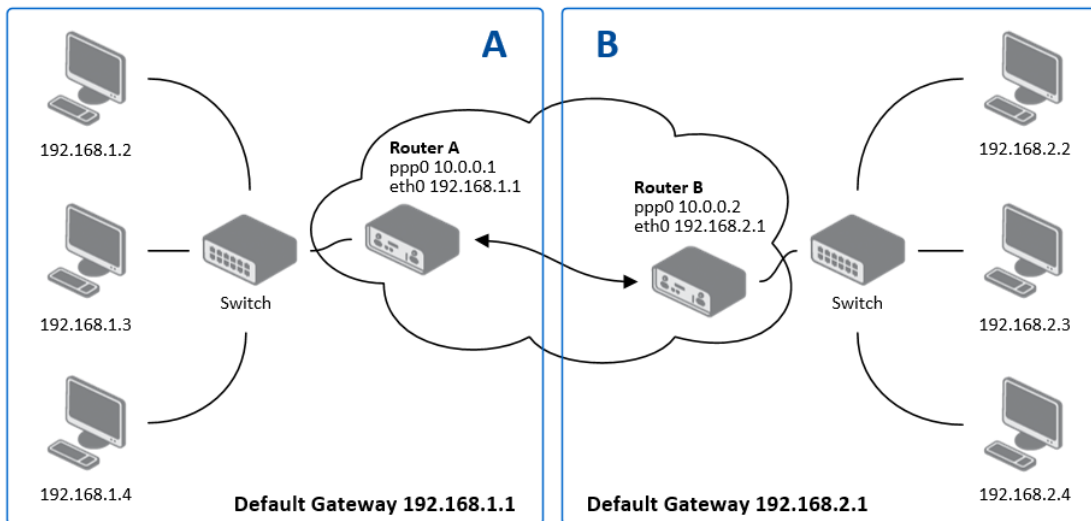 A
192.168.1.2
192.168.1.3
192.168.1.4
Switch
Router A
ppp0 10.0.0.1
eth0 192.168.1.1
Default Gateway 192.168.1.1
B
Router B
ppp0 10.0.0.2
eth0 192.168.2.1
Switch
192.168.2.2
192.168.2.3
192.168.2.4
Default Gateway 192.168.2.1